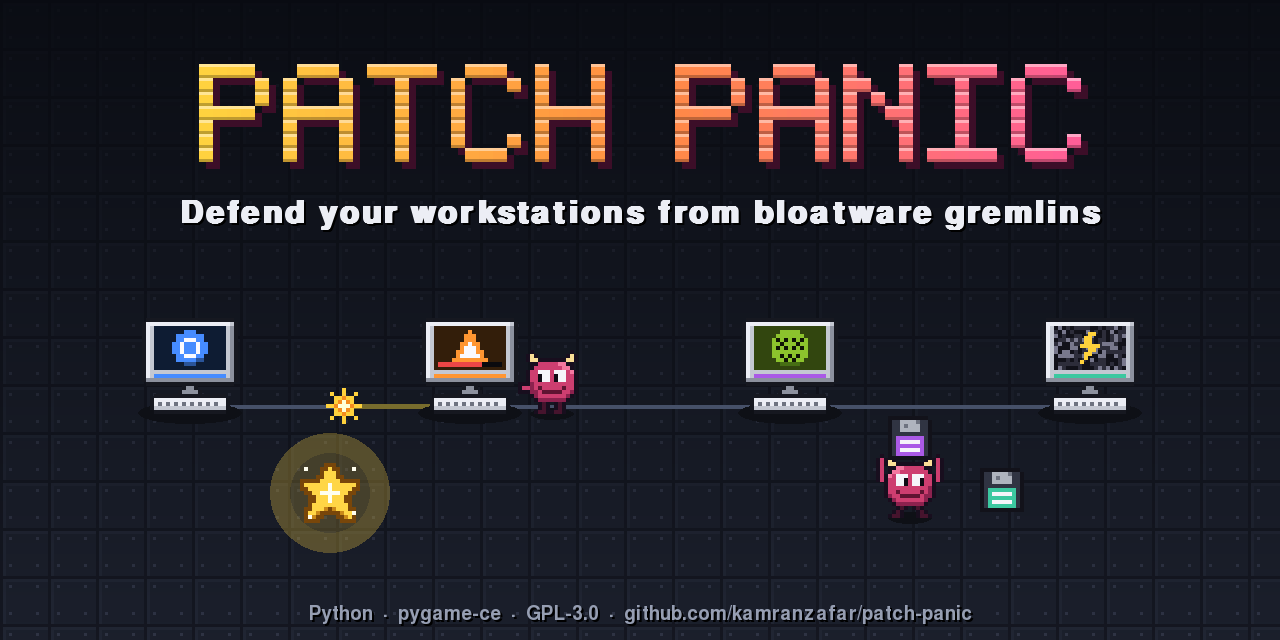 PATCH PANIC
Defend your workstations from bloatware gremlins
Python · pygame-ce · GPL-3.0 · github.com/kamranzafar/patch-panic